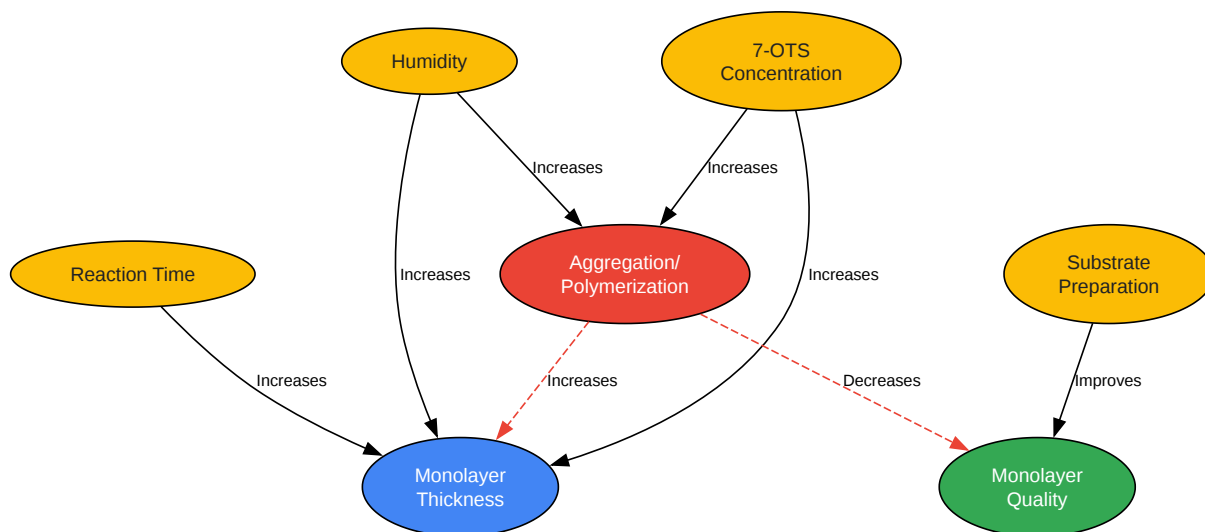 Humidity
7-OTS
Concentration
Increases
Increases
Reaction Time
Increases
Aggregation/
Polymerization
Increases
Substrate
Preparation
Increases
Increases
Decreases
Improves
Monolayer
Thickness
Monolayer
Quality